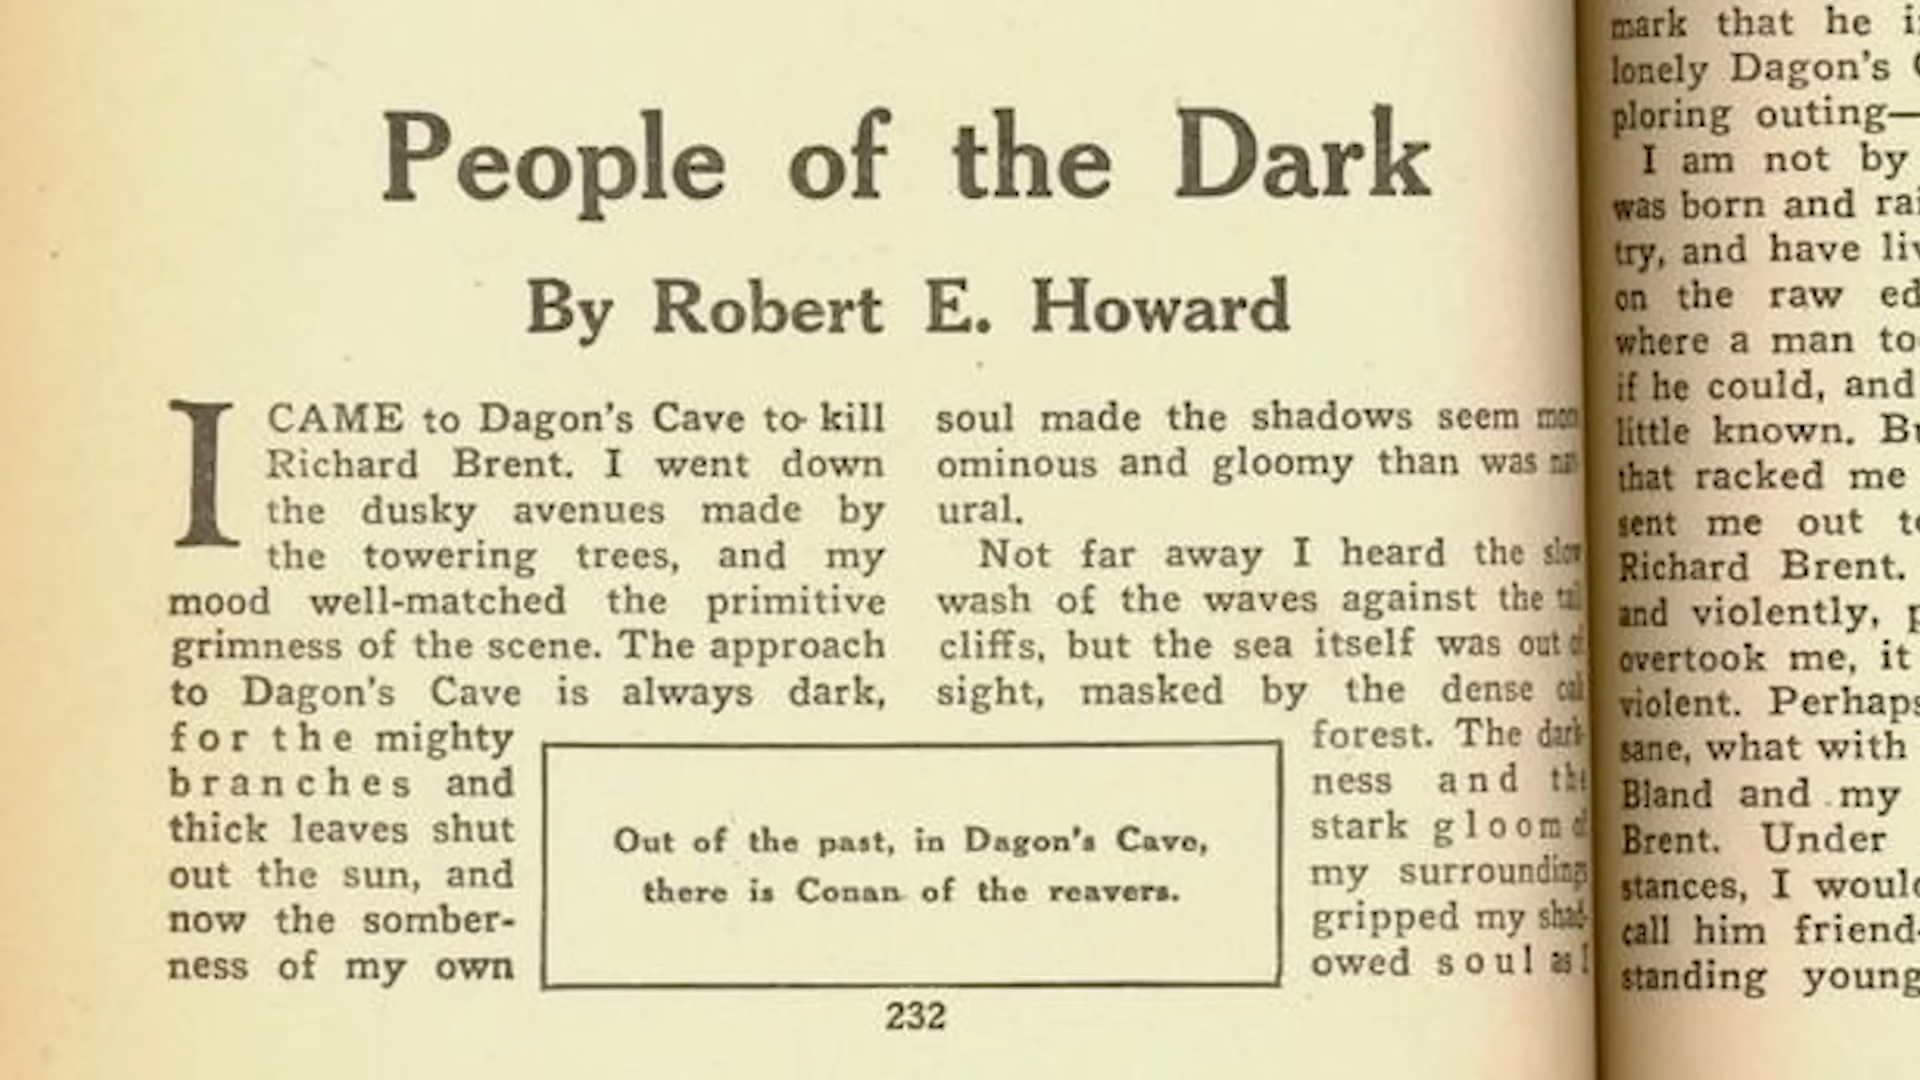 People of the Dark
By Robert E. Howard
I CAME to Dagon's Cave to kill
Richard Brent. I went down
the dusky avenues made by
the towering trees, and my
mood well-matched the primitive
grimness of the scene. The approach
to Dagon's Cave is always dark,
for the mighty
branches and
thick leaves shut
out the sun, and
now the somber-
ness of my own
soul made the shadows seem more
ominous and gloomy than was nat-
ural.
Not far away I heard the slow
wash of the waves against the tall
cliffs, but the sea itself was out of
sight, masked by the dense oak
forest. The dark-
ness and the
stark gloom of
my surroundings
gripped my shad-
owed soul as I
Out of the past, in Dagon's Cave,
there is Conan of the reavers.
232
mark that he
lonely Dagon's
ploring outing—
I am not by
was born and
try, and have
on the raw
where a man
if he could, and
little known.
that racked me
sent me out
Richard Brent.
and violently,
overtook me, it
violent. Perhaps
sane, what with
Bland and my
Brent. Under
stances, I would
call him friend-
standing young